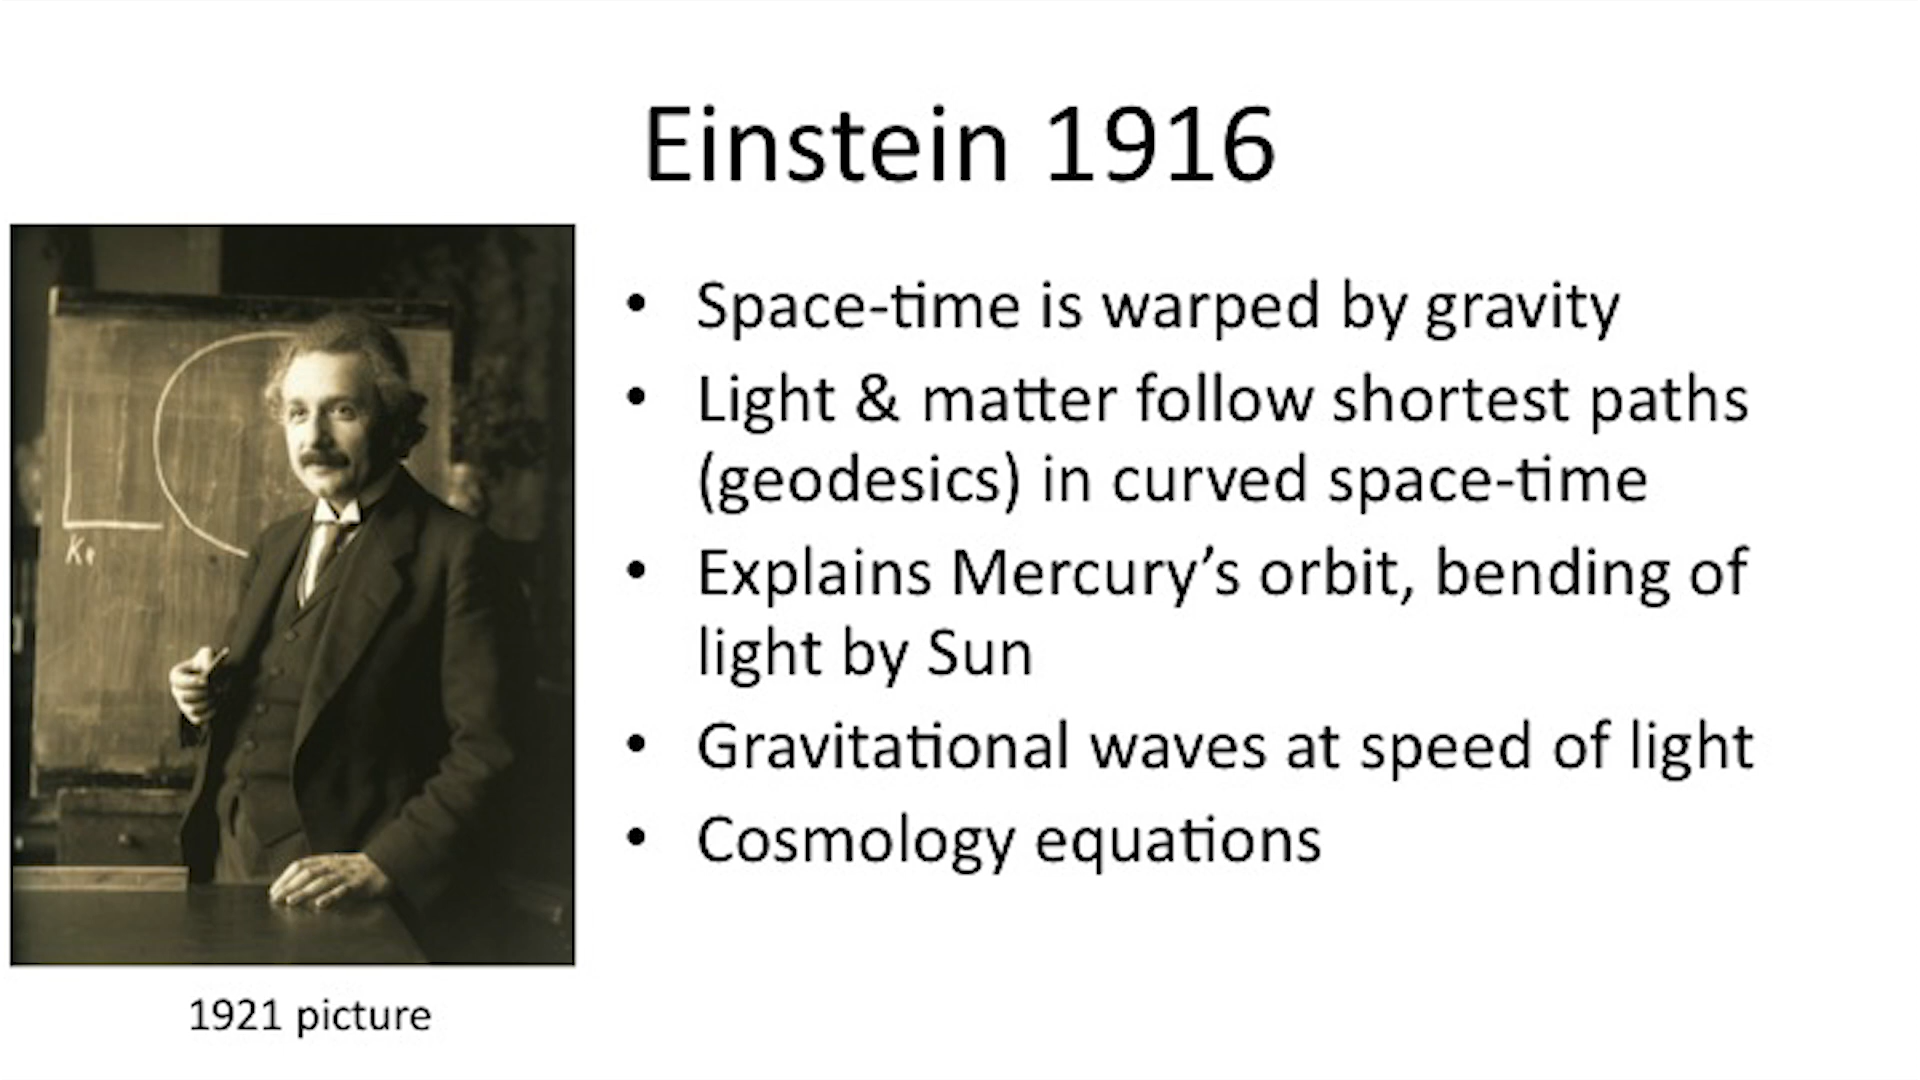 Einstein 1916
• Space-time is warped by gravity
• Light & matter follow shortest paths
(geodesics) in curved space-time
• Explains Mercury’s orbit, bending of
light by Sun
• Gravitational waves at speed of light
• Cosmology equations
1921 picture